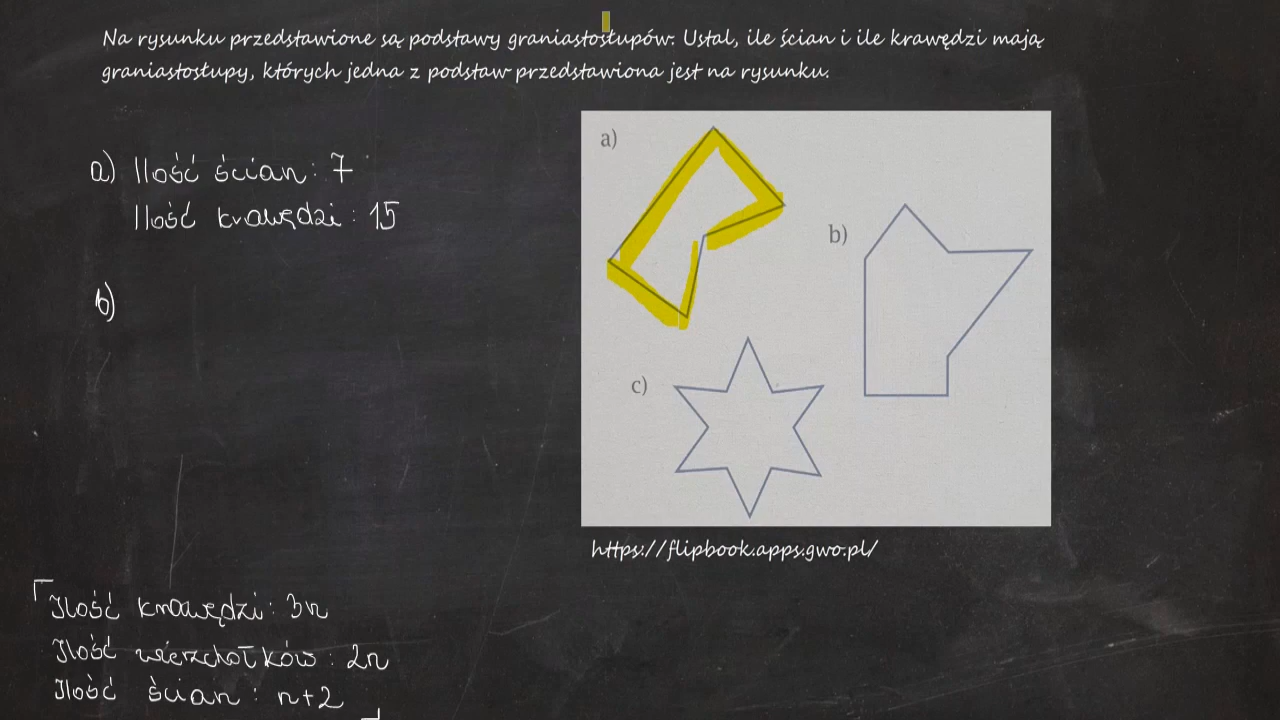 Na rysunku przedstawione są podstawy graniastosłupów. Ustal, ile ścian i ile krawędzi mają
graniastosłupy, których jedna z podstaw przedstawiona jest na rysunku.
a) Ilość ścian: 7
Ilość krawędzi: 15
b)
a)
b)
c)
https://flipbook.apps.gwo.pl/
Ilość krawędzi: 3n
Ilość wierzchołków: 2n
Ilość ścian: n+2